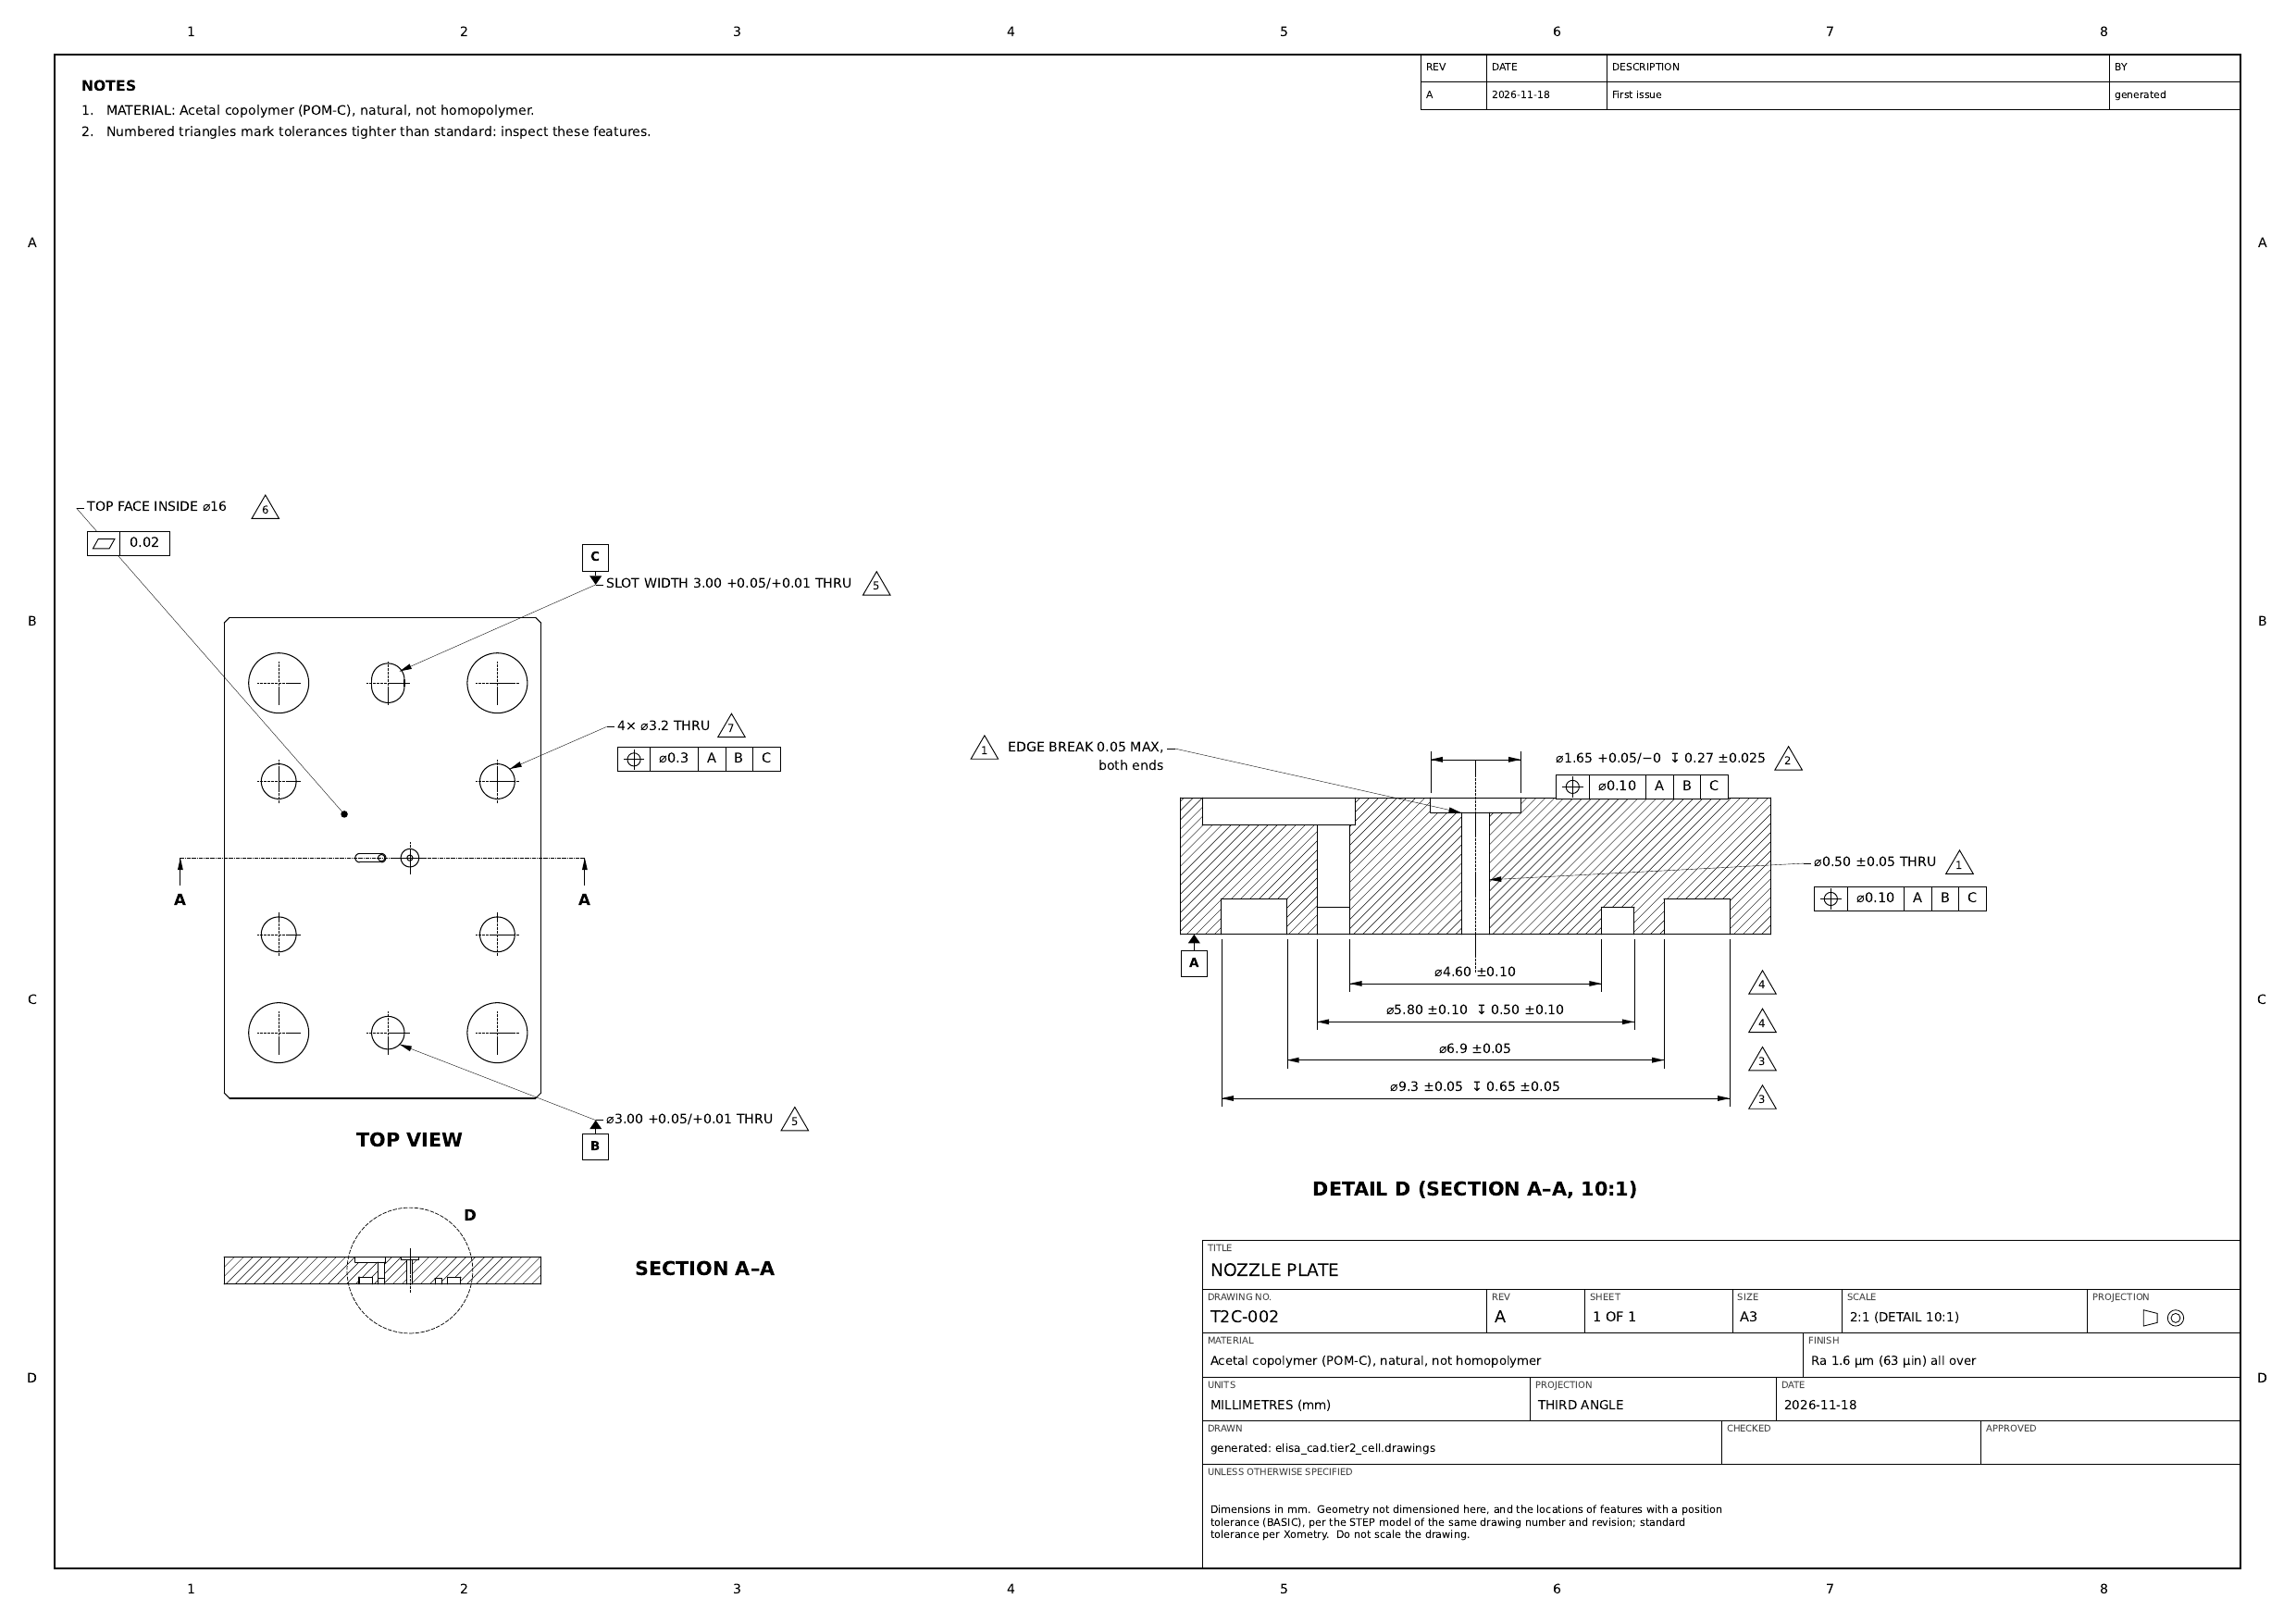 1 2 3 4 5 6 7 8
NOTES
1. MATERIAL: Acetal copolymer (POM-C), natural, not homopolymer.
2. Numbered triangles mark tolerances tighter than standard: inspect these features.
REV DATE DESCRIPTION BY
A 2026-11-18 First issue generated
A A
TOP FACE INSIDE ⌀16 6
0.02
C
SLOT WIDTH 3.00 +0.05/+0.01 THRU 5
B B
4× ⌀3.2 THRU 7
⌀0.3 A B C
1 EDGE BREAK 0.05 MAX,
both ends
⌀1.65 +0.05/−0 ↧ 0.27 ±0.025 2
⌀0.10 A B C
⌀0.50 ±0.05 THRU 1
⌀0.10 A B C
A A
A
⌀4.60 ±0.10 4
⌀5.80 ±0.10 ↧ 0.50 ±0.10 4
⌀6.9 ±0.05 3
⌀9.3 ±0.05 ↧ 0.65 ±0.05 3
C C
⌀3.00 +0.05/+0.01 THRU 5
B
TOP VIEW
DETAIL D (SECTION A–A, 10:1)
D
SECTION A–A
TITLE
NOZZLE PLATE
DRAWING NO. REV SHEET SIZE SCALE PROJECTION
T2C-002 A 1 OF 1 A3 2:1 (DETAIL 10:1)
MATERIAL FINISH
Acetal copolymer (POM-C), natural, not homopolymer Ra 1.6 µm (63 µin) all over
D D
UNITS PROJECTION DATE
MILLIMETRES (mm) THIRD ANGLE 2026-11-18
DRAWN CHECKED APPROVED
generated: elisa_cad.tier2_cell.drawings
UNLESS OTHERWISE SPECIFIED
Dimensions in mm. Geometry not dimensioned here, and the locations of features with a position
tolerance (BASIC), per the STEP model of the same drawing number and revision; standard
tolerance per Xometry. Do not scale the drawing.
1 2 3 4 5 6 7 8